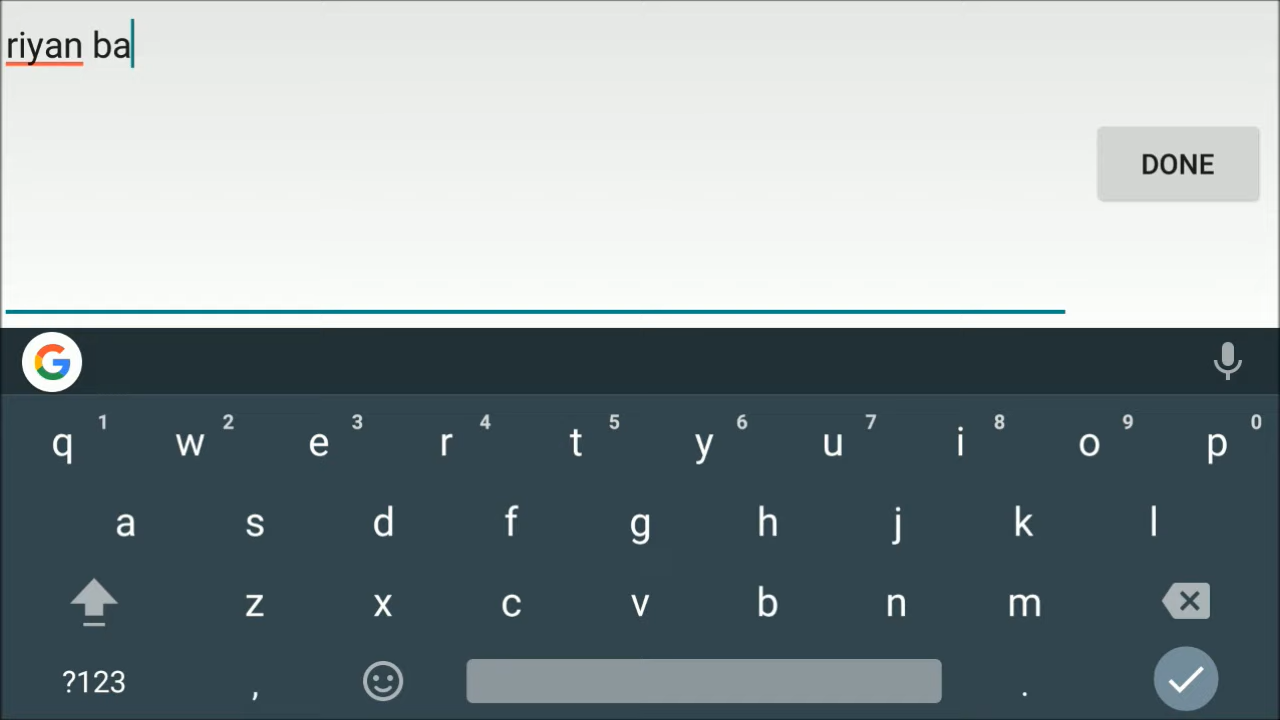 riyan ba
DONE
q 1 w 2 e 3 r 4 t 5 y 6 u 7 i 8 o 9 p 0
a s d f g h j k l
z x c v b n m
?123 , .